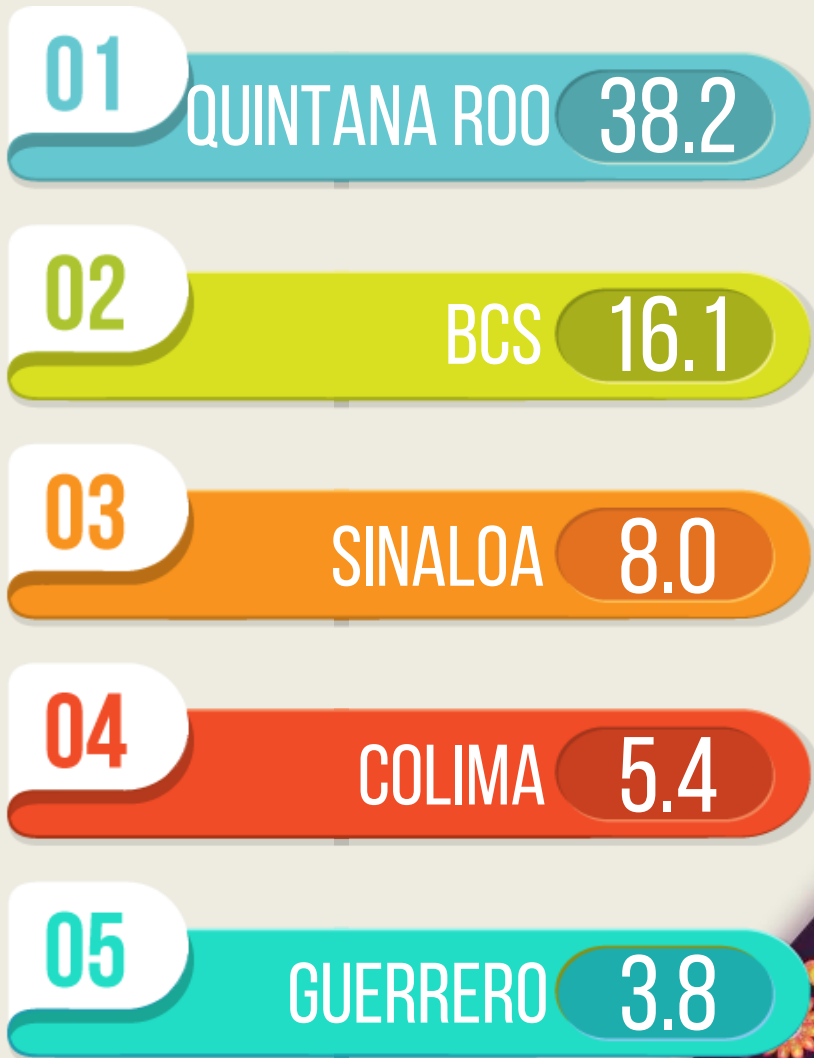 01
QUINTANA ROO 38.2
02
BCS 16.1
03
SINALOA 8.0
04
COLIMA 5.4
05
GUERRERO 3.8